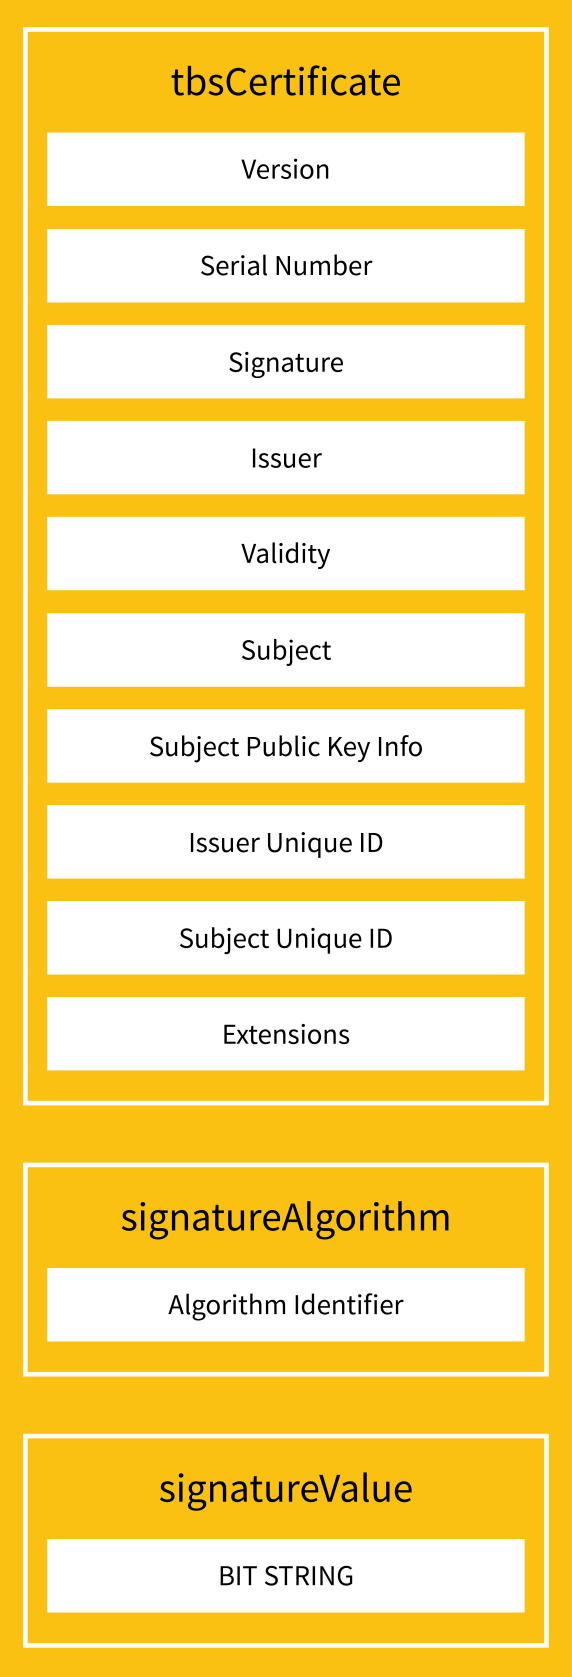 tbsCertificate
Version
Serial Number
Signature
Issuer
Validity
Subject
Subject Public Key Info
Issuer Unique ID
Subject Unique ID
Extensions
signatureAlgorithm
Algorithm Identifier
signatureValue
BIT STRING